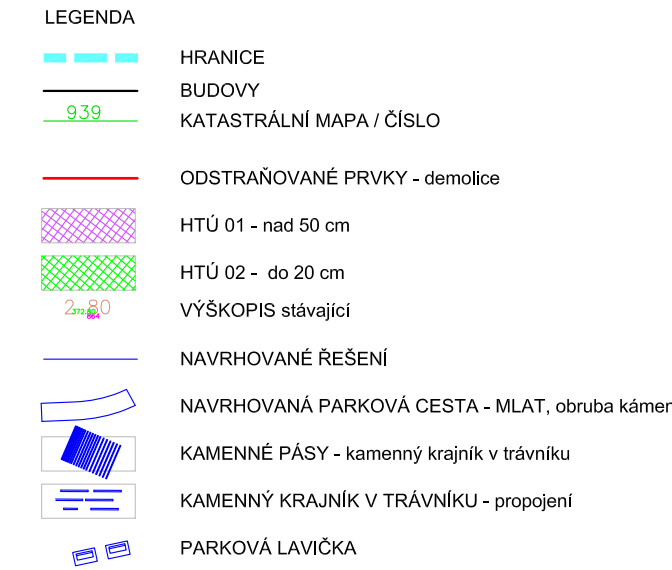 LEGENDA
HRANICE
BUDOVY
939
KATASTRÁLNÍ MAPA / ČÍSLO
ODSTRAŇOVANÉ PRVKY - demolice
HTÚ 01 - nad 50 cm
HTÚ 02 - do 20 cm
VÝŠKOPIS stávající
NAVRHOVANÉ ŘEŠENÍ
NAVRHOVANÁ PARKOVÁ CESTA - MLAT, obruba kámen
KAMENNÉ PÁSY - kamenný krajník v trávníku
KAMENNÝ KRAJNÍK V TRÁVNÍKU - propojení
PARKOVÁ LAVIČKA